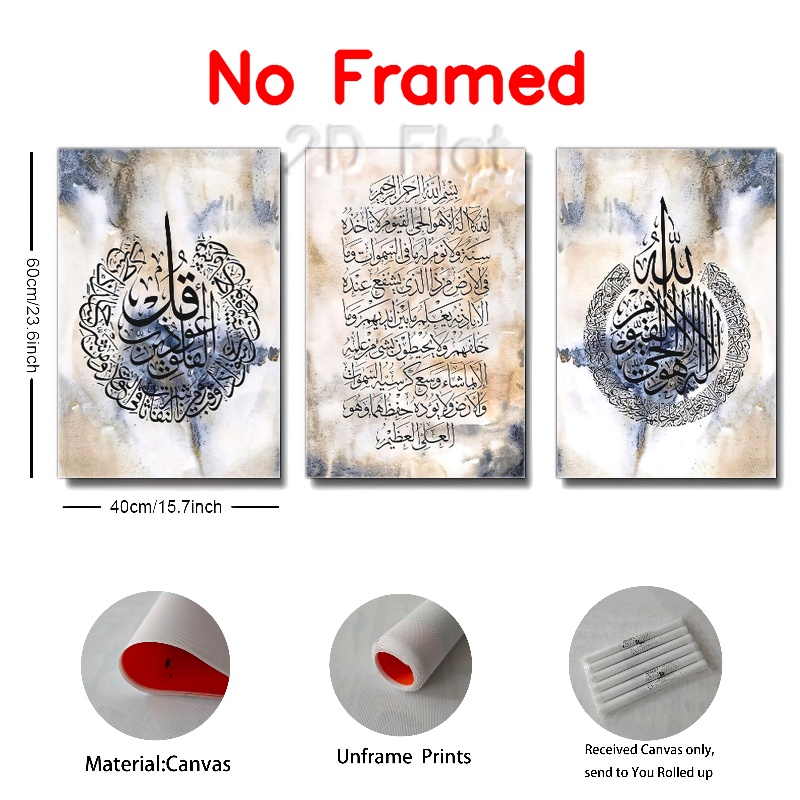 No Framed
2D Flat
60cm/23.6inch
قل أعوذ برب الفلق
بسم الله الرحمن الرحيم
الله لا إله إلا هو الحي القيوم لا تأخذه
سنة ولا نوم له ما في السموات وما
في الأرض من ذا الذي يشفع عنده
إلا بإذنه يعلم ما بين أيديهم وما
خلفهم ولا يحيطون بشيء من علمه
إلا بما شاء وسع كرسيه السموات
والأرض ولا يؤده حفظهما وهو
العلي العظيم
الله لا إله إلا هو الحي القيوم
40cm/15.7inch
Material:Canvas
Unframe Prints
Received Canvas only,
send to You Rolled up